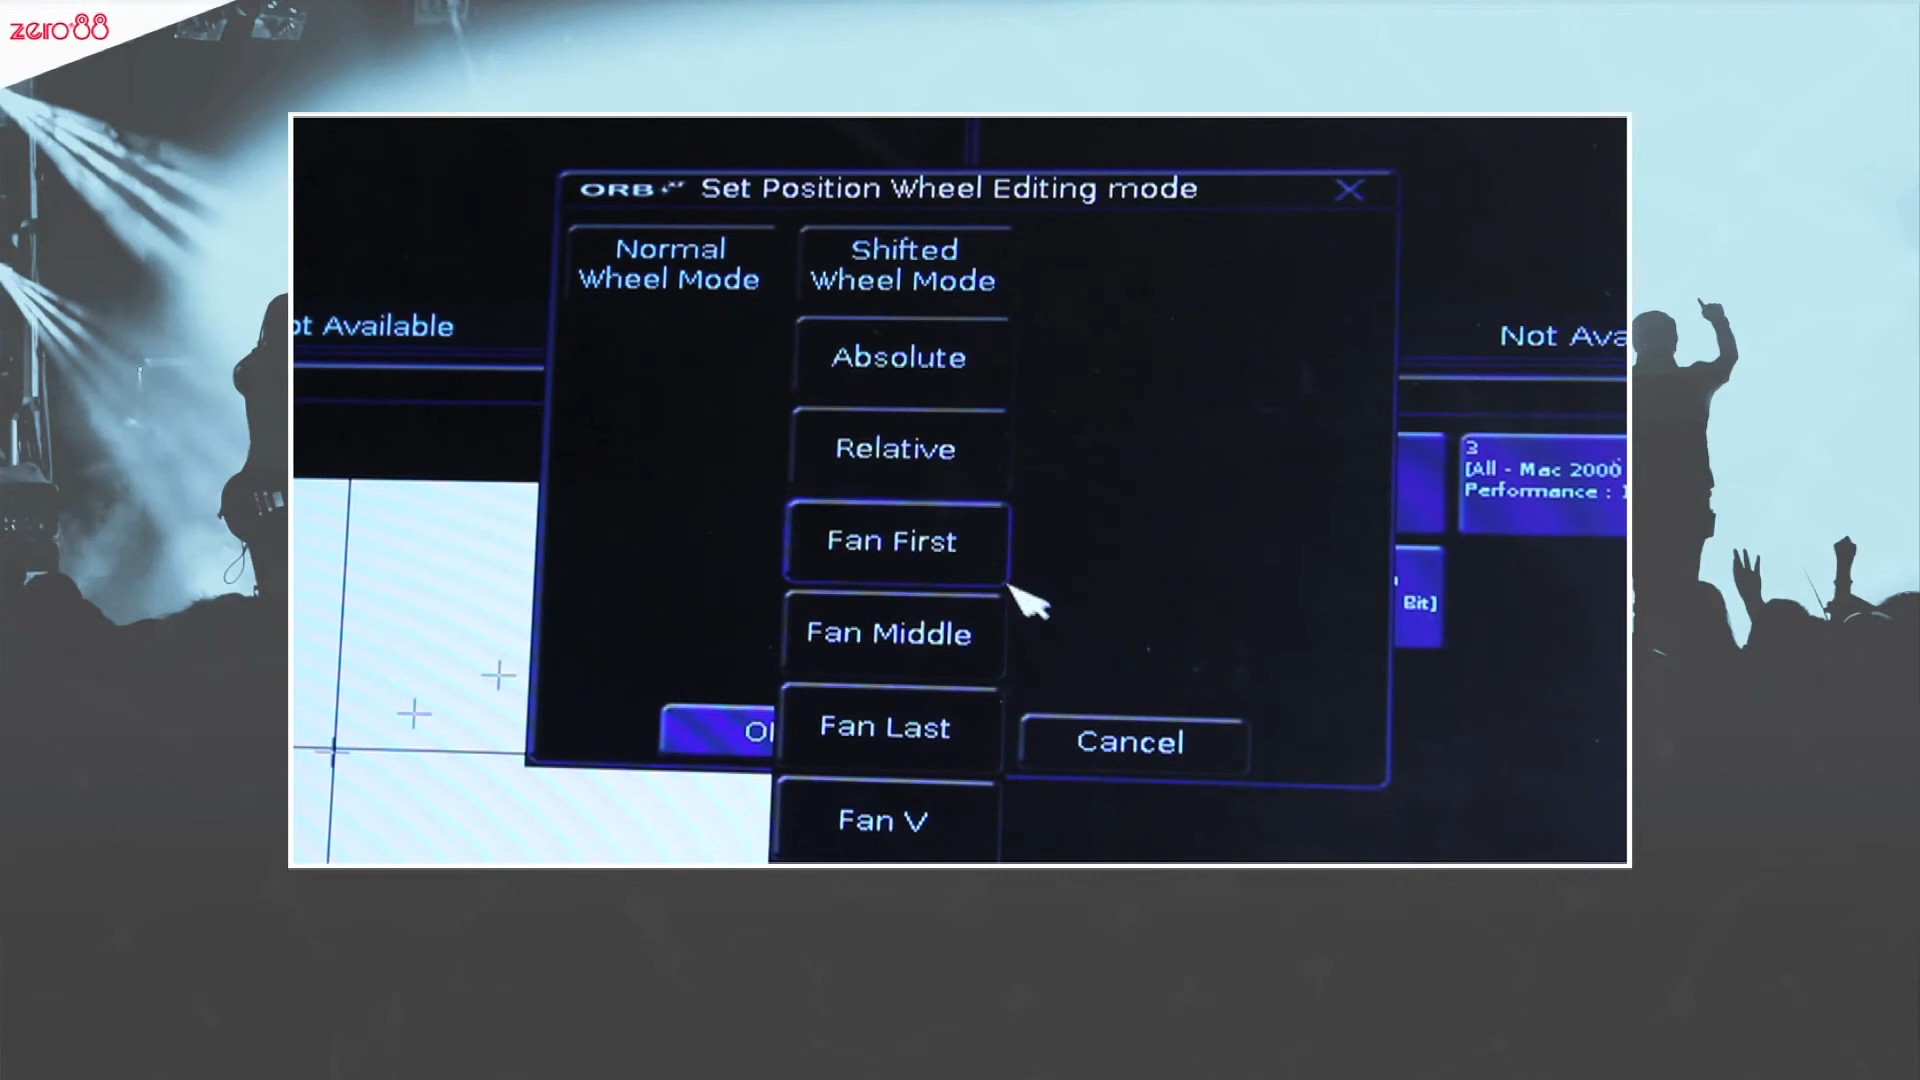 zero88
ORB XF Set Position Wheel Editing mode
Normal
Wheel Mode
Shifted
Wheel Mode
Available
Not
Absolute
Relative
3
[All - Mac 2000
Performance :
Fan First
Bit]
Fan Middle
Fan Last
Cancel
Fan V